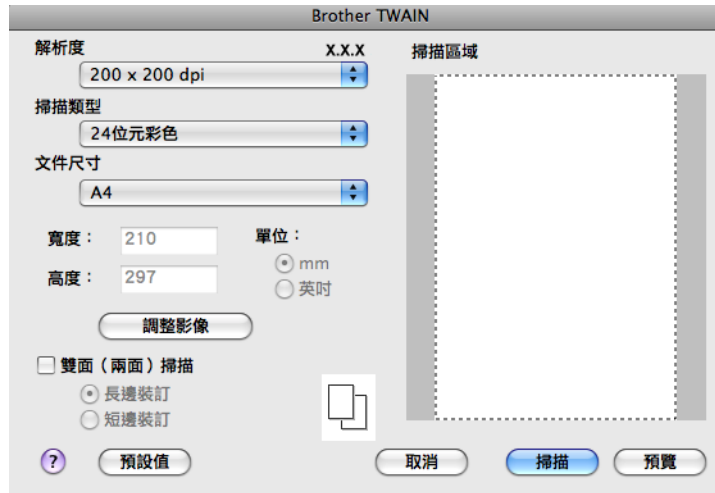 Brother TWAIN
解析度 X.X.X
200 x 200 dpi
掃描類型
24位元彩色
文件尺寸
A4
寬度： 210
高度： 297
單位：
mm
英吋
調整影像
雙面（兩面）掃描
長邊裝訂
短邊裝訂
? 預設值
掃描區域
取消 掃描 預覽